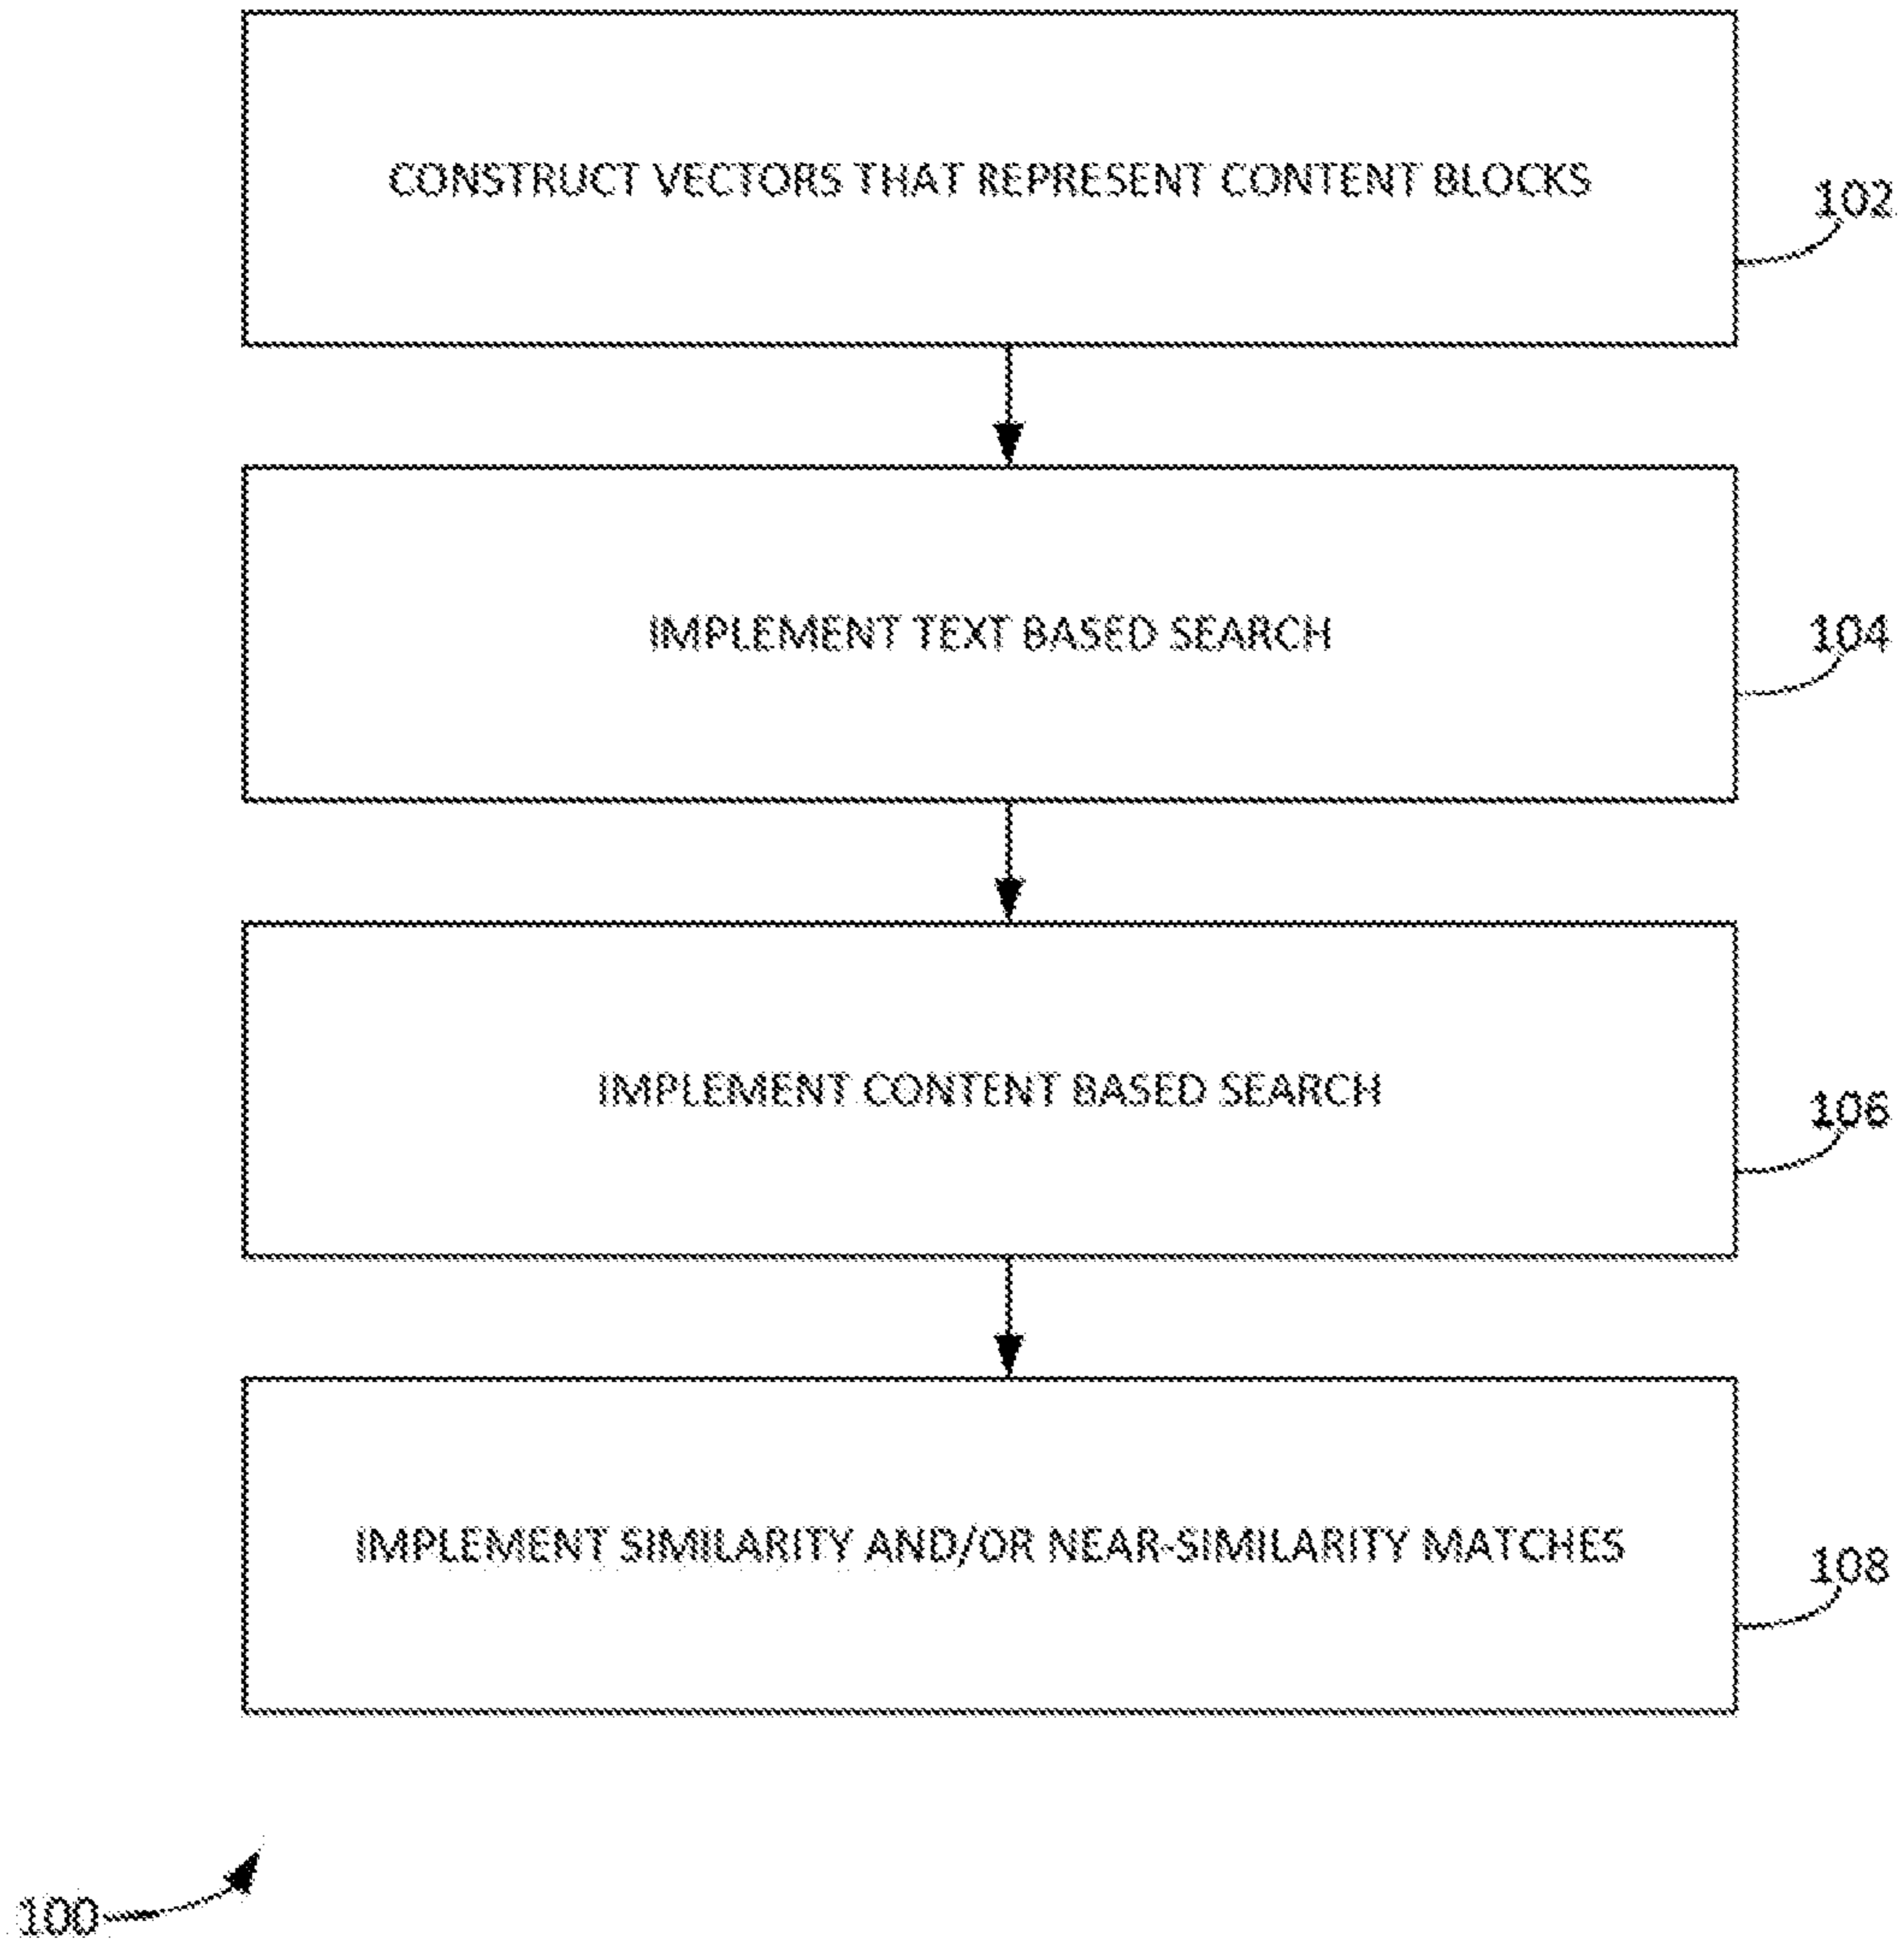 CONSTRUCT VECTORS THAT REPRESENT CONTENT BLOCKS
102
IMPLEMENT TEXT BASED SEARCH
104
IMPLEMENT CONTENT BASED SEARCH
106
IMPLEMENT SIMILARITY AND/OR NEAR-SIMILARITY MATCHES
108
100